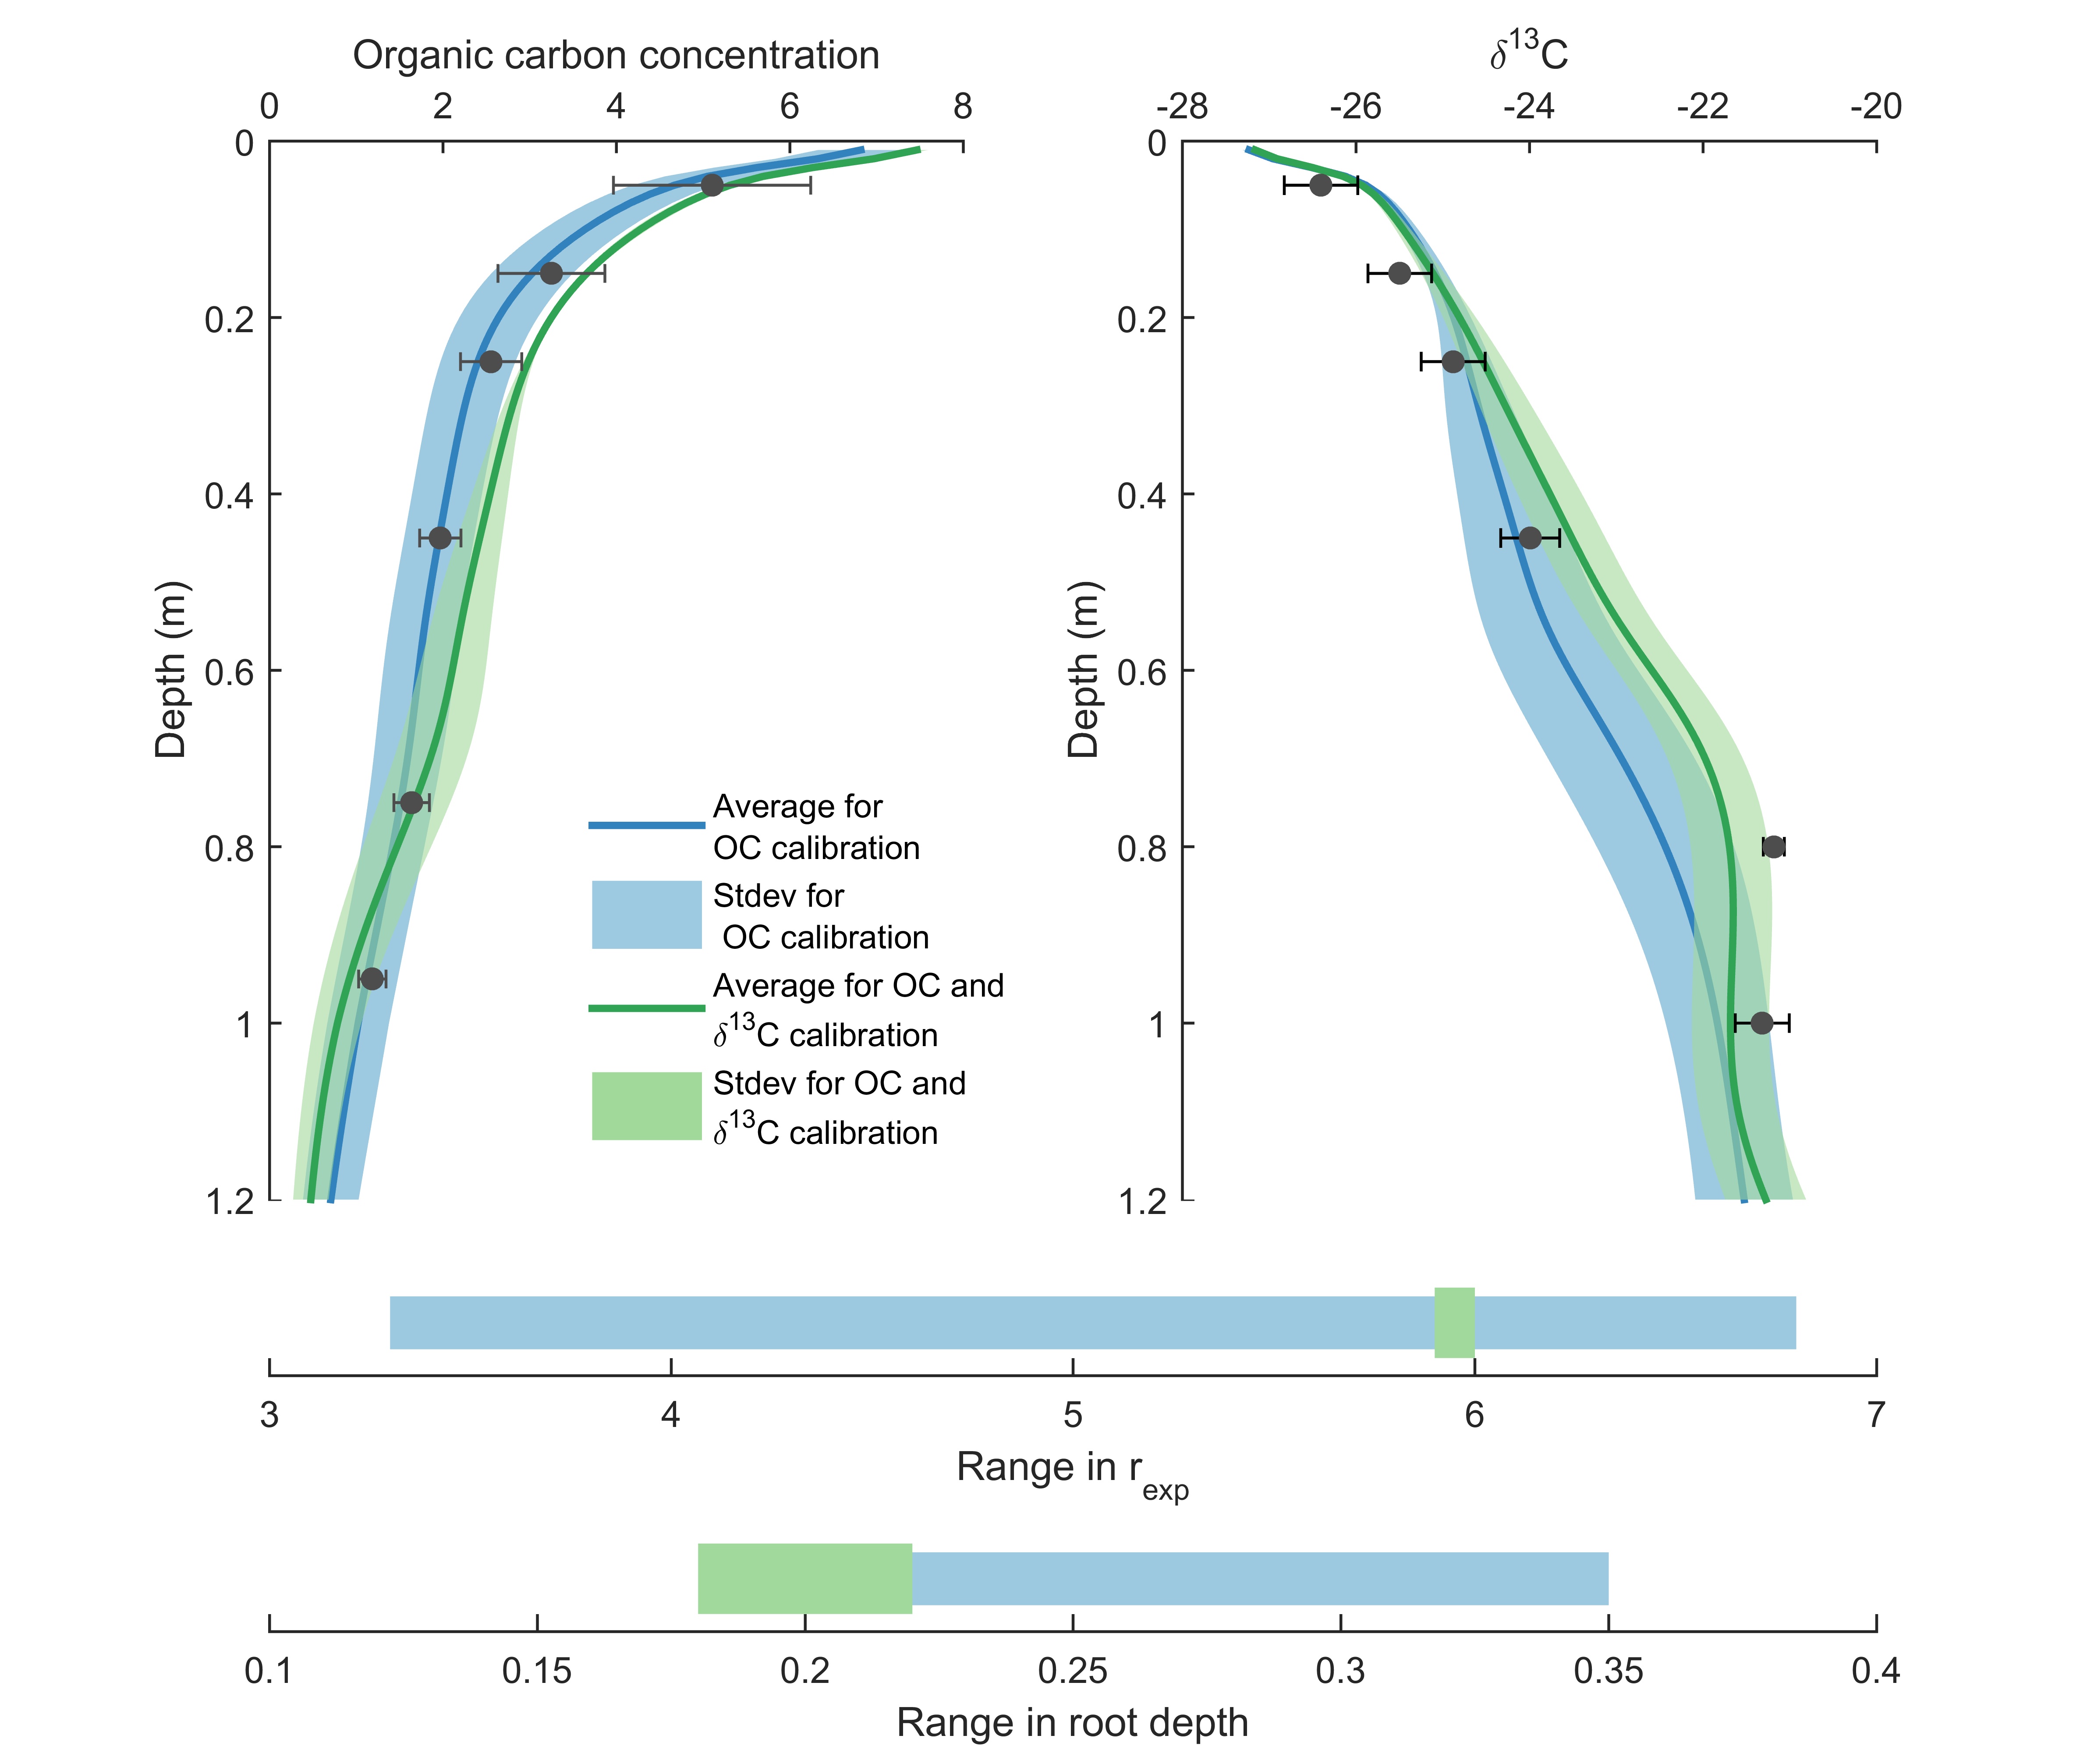 Organic carbon concentration
0 2 4 6 8
0
0.2
0.4
0.6
0.8
1
1.2
Depth (m)
δ13C
-28 -26 -24 -22 -20
0
0.2
0.4
0.6
0.8
1
1.2
Depth (m)
Average for
OC calibration
Stdev for
OC calibration
Average for OC and
δ13C calibration
Stdev for OC and
δ13C calibration
3 4 5 6 7
Range in rexp
0.1 0.15 0.2 0.25 0.3 0.35 0.4
Range in root depth